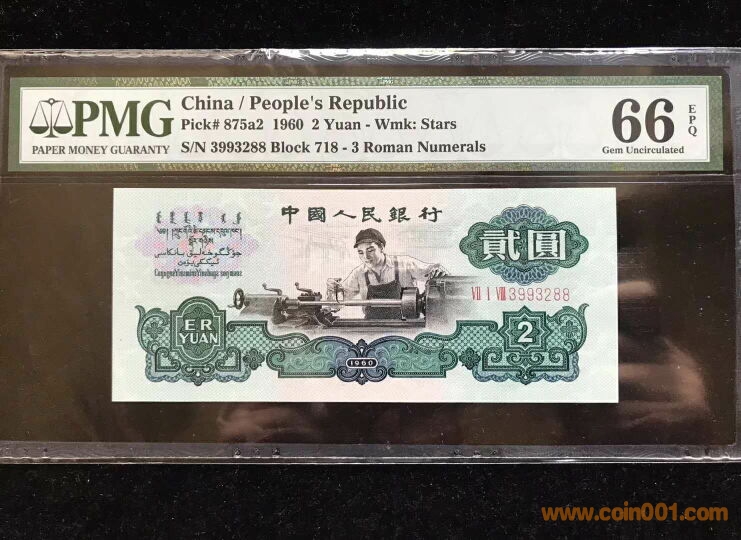 PMG
PAPER MONEY GUARANTY
China / People's Republic
Pick# 875a2 1960 2 Yuan - Wmk: Stars
S/N 3993288 Block 718 - 3 Roman Numerals
66
EPQ
Gem Uncirculated
中國人民銀行
貳圓
VII I VIII 3993288
ER
YUAN
1960
2
www.coin001.com